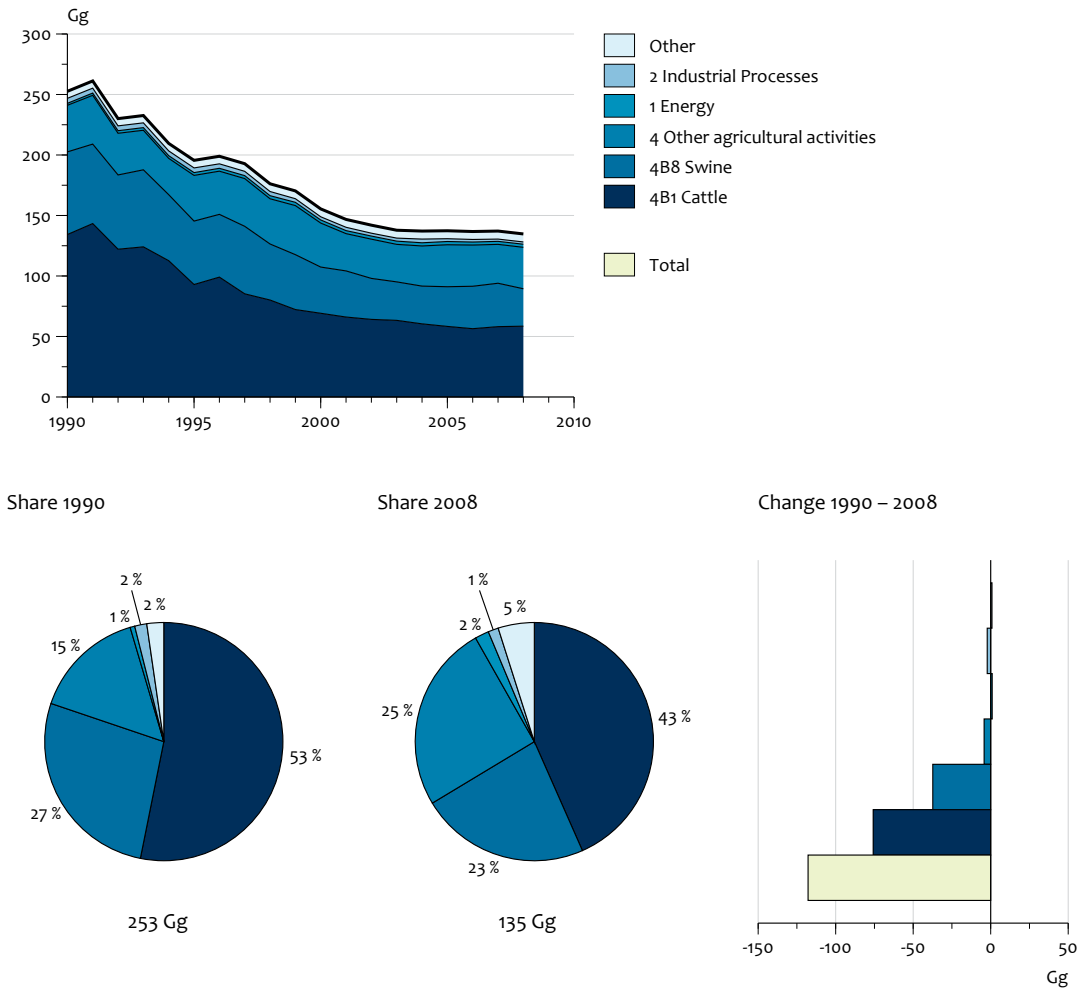 Gg
300
250
200
150
100
50
0
1990
1995
2000
2005
2010
Other
2 Industrial Processes
1 Energy
4 Other agricultural activities
4B8 Swine
4B1 Cattle
Total
Share 1990
Share 2008
Change 1990 – 2008
2 %
2 %
1 %
15 %
53 %
27 %
253 Gg
1 %
5 %
2 %
25 %
43 %
23 %
135 Gg
-150
-100
-50
0
50
Gg